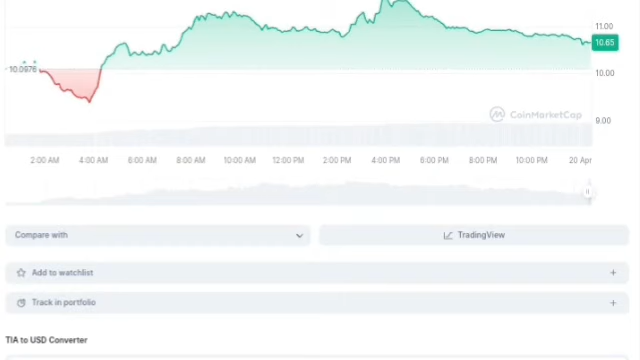 11.00
10.65
10.0976
10.00
CoinMarketCap
9.00
2:00 AM 4:00 AM 6:00 AM 8:00 AM 10:00 AM 12:00 PM 2:00 PM 4:00 PM 6:00 PM 8:00 PM 10:00 PM 20 Apr
Compare with TradingView
Add to watchlist +
Track in portfolio +
TIA to USD Converter